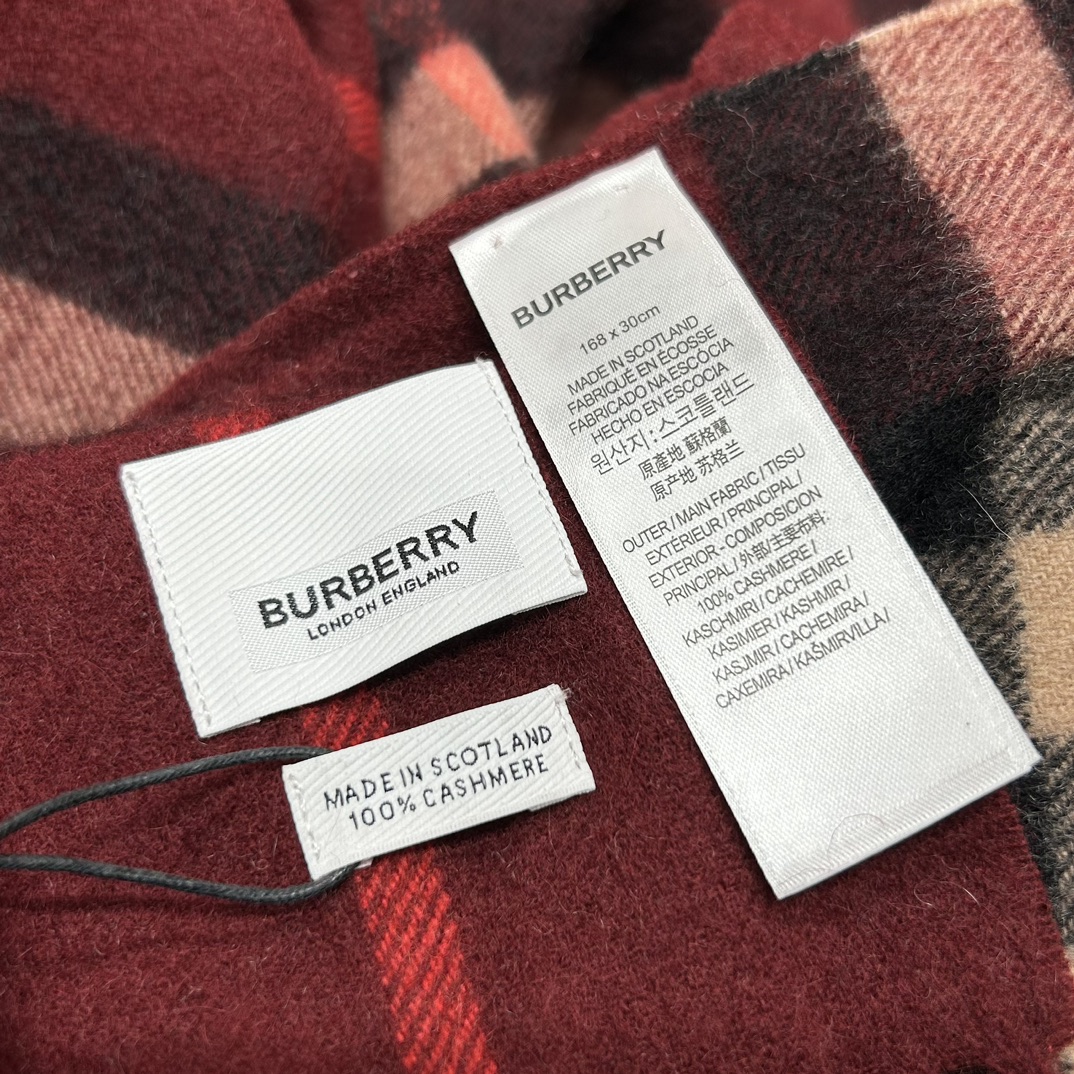 BURBERRY
168 x 30cm
MADE IN SCOTLAND
FABRIQUÉ EN ÉCOSSE
FABRICADO NA ESCÓCIA
HECHO EN ESCOCIA
원산지 : 스코틀랜드
原產地 蘇格蘭
原产地 苏格兰
OUTER / MAIN FABRIC / TISSU
EXTÉRIEUR / PRINCIPAL /
EXTERIOR - COMPOSICION
PRINCIPAL / 外部/主要布料:
100% CASHMERE /
KASCHMIRI / CACHEMIRE /
KASIMIER / KASHMIR /
KASJMIR / CACHEMIRA /
CAXEMIRA / KAŠMIRVILLA /
BURBERRY
LONDON ENGLAND
MADE IN SCOTLAND
100% CASHMERE